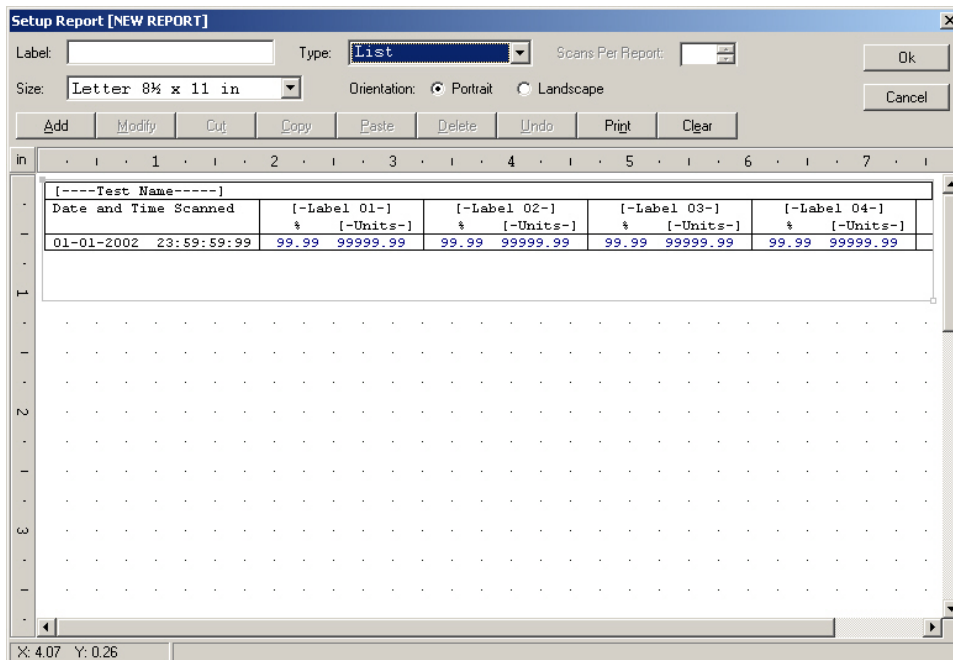 Setup Report [NEW REPORT]
Label: Type: List Scans Per Report: Ok
Size: Letter 8½ x 11 in Orientation: Portrait Landscape Cancel
Add Modify Cut Copy Paste Delete Undo Print Clear
in 1 2 3 4 5 6 7
[----Test Name-----]
Date and Time Scanned [-Label 01-] [-Label 02-] [-Label 03-] [-Label 04-]
% [-Units-] % [-Units-] % [-Units-] % [-Units-]
01-01-2002 23:59:59:99 99.99 99999.99 99.99 99999.99 99.99 99999.99 99.99 99999.99
1
2
3
X: 4.07 Y: 0.26